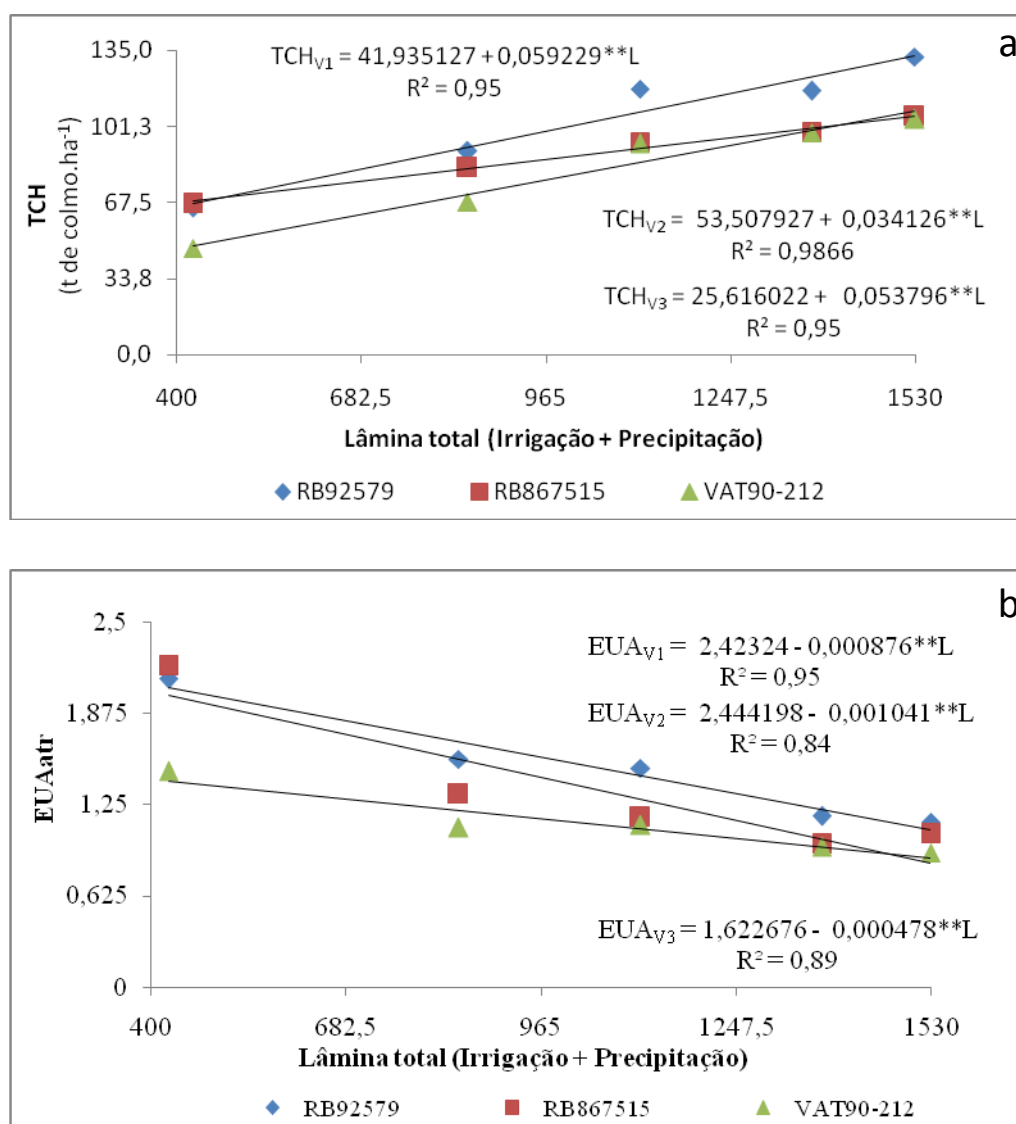 a
135,0
101,3
67,5
33,8
0,0
TCH
(t de colmo.ha⁻¹)
TCH_V1 = 41,935127 + 0,059229**L
R² = 0,95
TCH_V2 = 53,507927 + 0,034126**L
R² = 0,9866
TCH_V3 = 25,616022 + 0,053796**L
R² = 0,95
400 682,5 965 1247,5 1530
Lâmina total (Irrigação + Precipitação)
RB92579 RB867515 VAT90-212
b
2,5
1,875
1,25
0,625
0
EUAatr
EUA_V1 = 2,42324 - 0,000876**L
R² = 0,95
EUA_V2 = 2,444198 - 0,001041**L
R² = 0,84
EUA_V3 = 1,622676 - 0,000478**L
R² = 0,89
400 682,5 965 1247,5 1530
Lâmina total (Irrigação + Precipitação)
RB92579 RB867515 VAT90-212